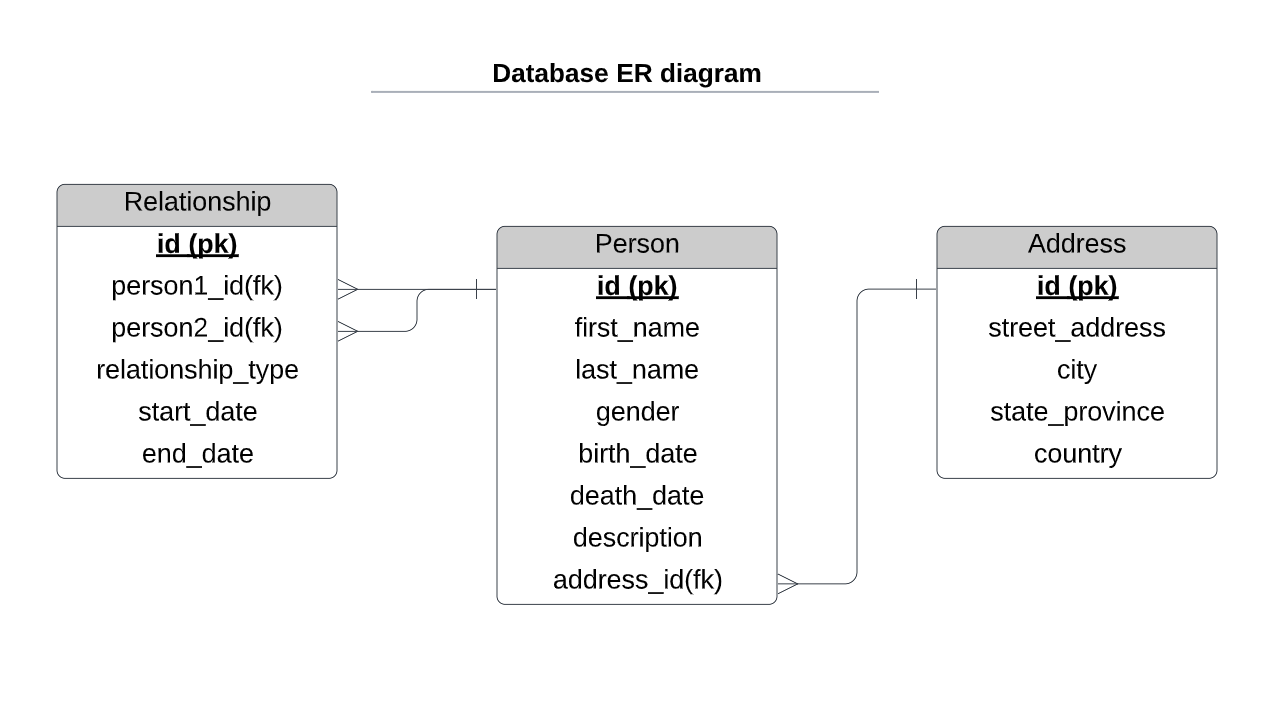 Database ER diagram
Relationship
id (pk)
person1_id(fk)
person2_id(fk)
relationship_type
start_date
end_date
Person
id (pk)
first_name
last_name
gender
birth_date
death_date
description
address_id(fk)
Address
id (pk)
street_address
city
state_province
country